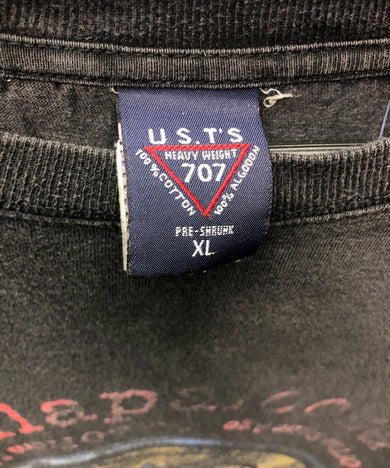 U.S.T'S
HEAVY WEIGHT
707
100% COTTON
100% ALGODON
PRE-SHRUNK
XL